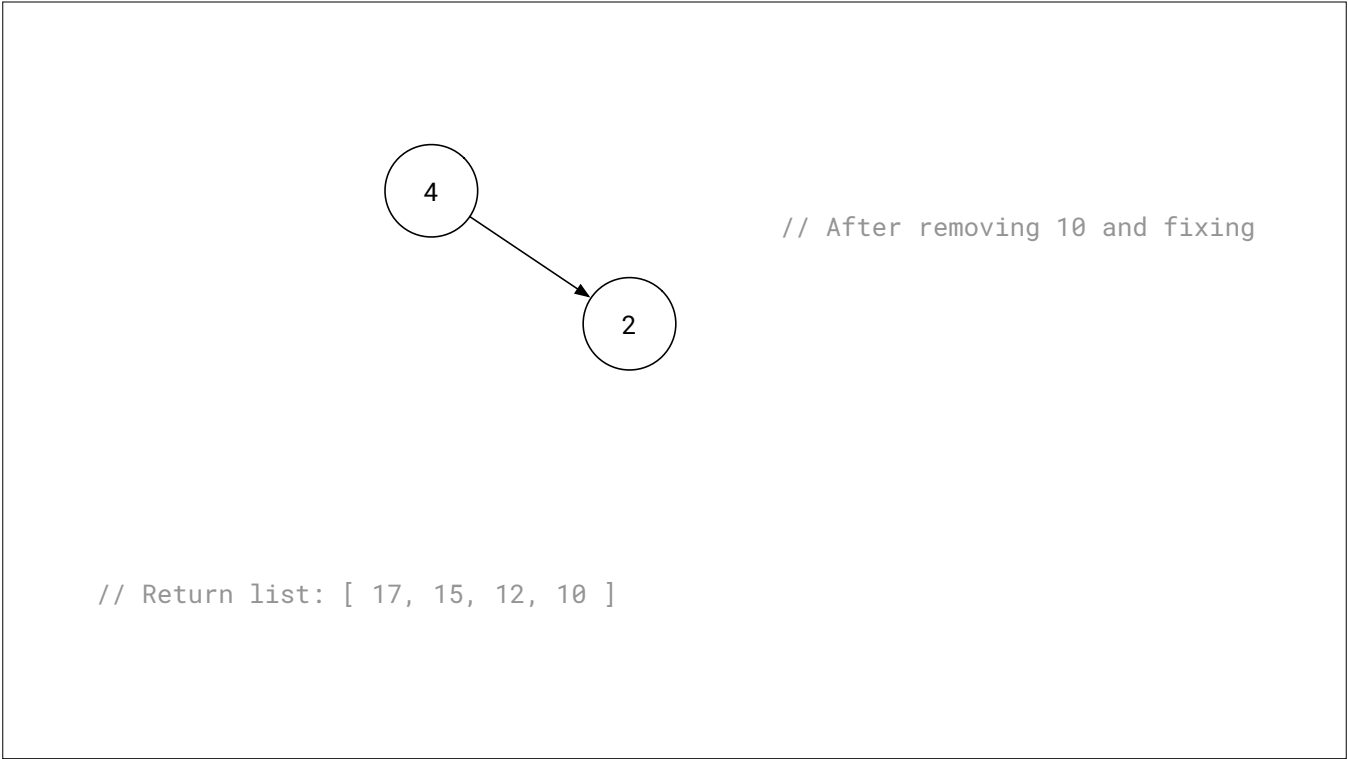 4
// After removing 10 and fixing
2
// Return list: [ 17, 15, 12, 10 ]